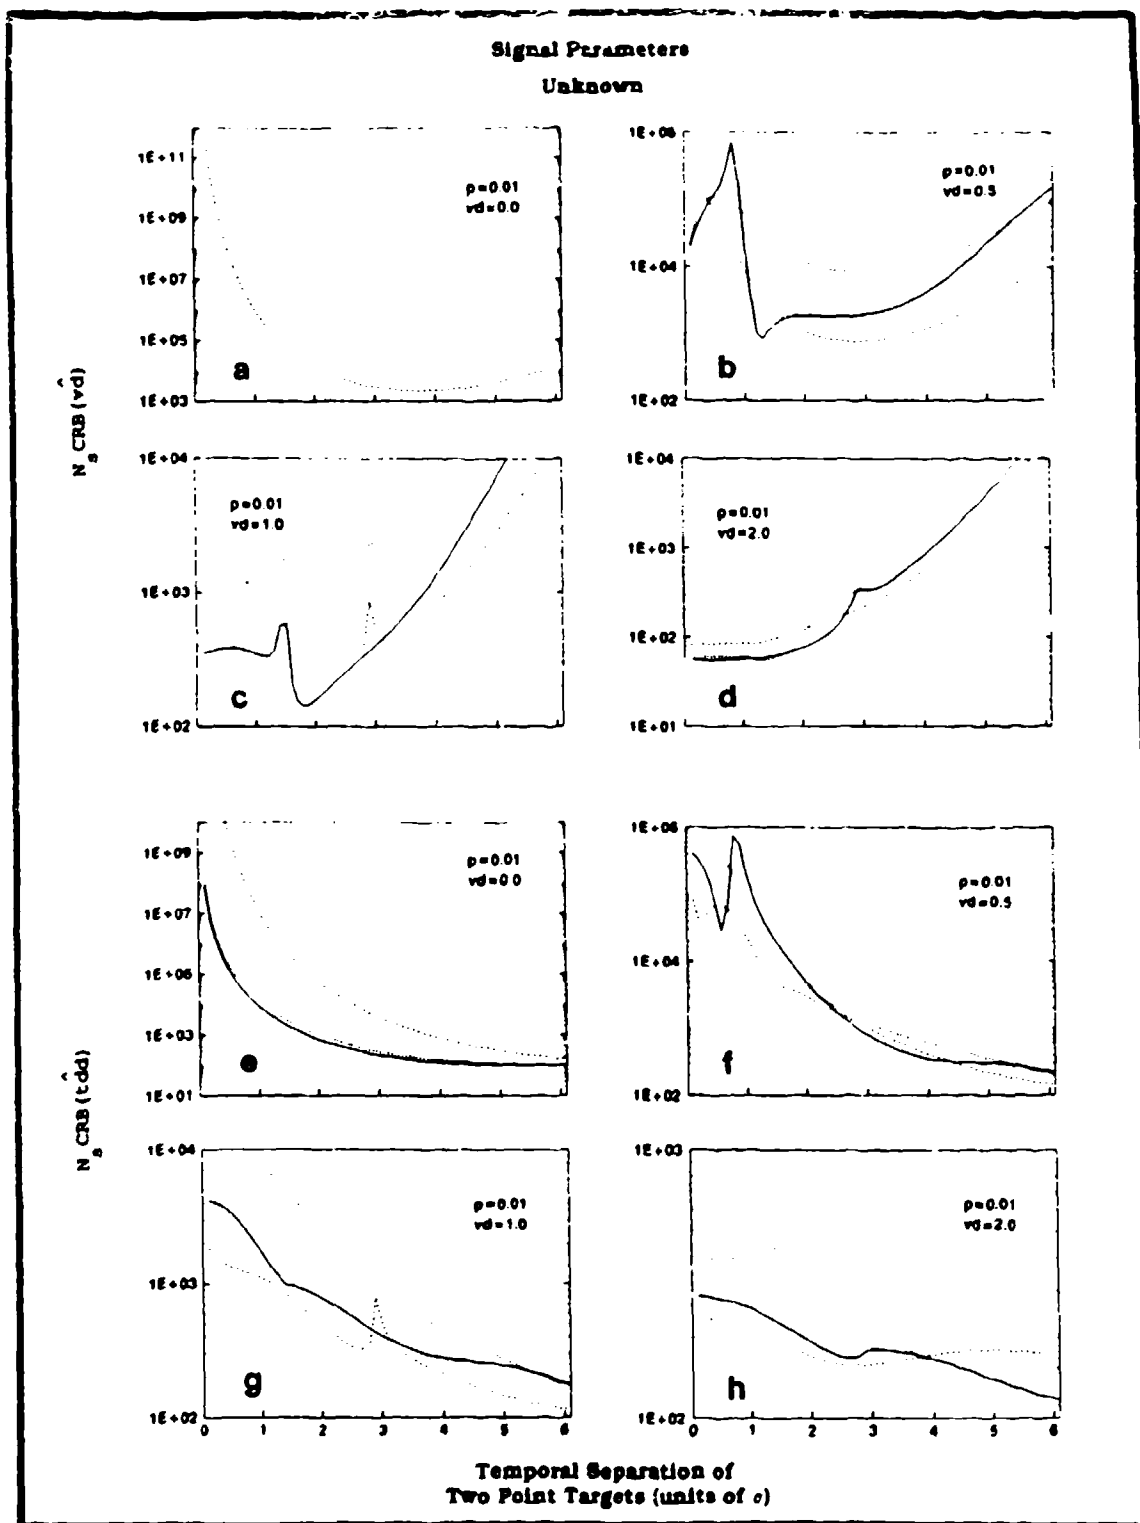 Signal Parameters
Unknown
1E+11
1E+09
1E+07
1E+05
1E+03
p=0.01
vd=0.0
a
1E+06
1E+04
1E+02
p=0.01
vd=0.5
b
N_s CRB(v̂d)
1E+04
1E+03
1E+02
p=0.01
vd=1.0
c
1E+04
1E+03
1E+02
1E+01
p=0.01
vd=2.0
d
1E+09
1E+07
1E+05
1E+03
1E+01
p=0.01
vd=0.0
e
1E+06
1E+04
1E+02
p=0.01
vd=0.5
f
N_s CRB(t̂dd)
1E+04
1E+03
1E+02
p=0.01
vd=1.0
g
0 1 2 3 4 5 6
1E+03
1E+02
p=0.01
vd=2.0
h
0 1 2 3 4 5 6
Temporal Separation of
Two Point Targets (units of σ)